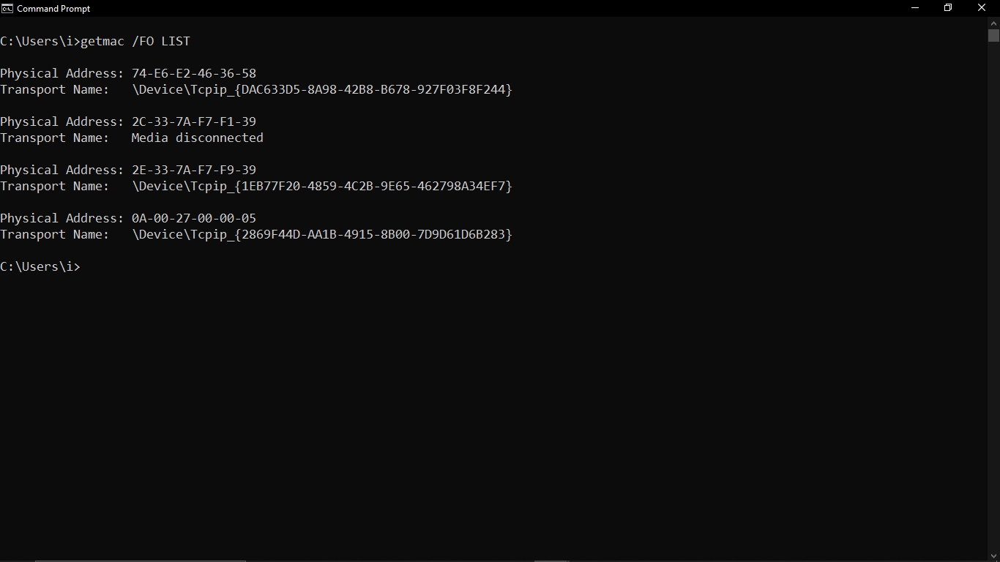 Command Prompt
C:\Users\i>getmac /FO LIST
Physical Address: 74-E6-E2-46-36-58
Transport Name:   \Device\Tcpip_{DAC633D5-8A98-42B8-B678-927F03F8F244}
Physical Address: 2C-33-7A-F7-F1-39
Transport Name:   Media disconnected
Physical Address: 2E-33-7A-F7-F9-39
Transport Name:   \Device\Tcpip_{1EB77F20-4859-4C2B-9E65-462798A34EF7}
Physical Address: 0A-00-27-00-00-05
Transport Name:   \Device\Tcpip_{2869F44D-AA1B-4915-8B00-7D9D61D6B283}
C:\Users\i>